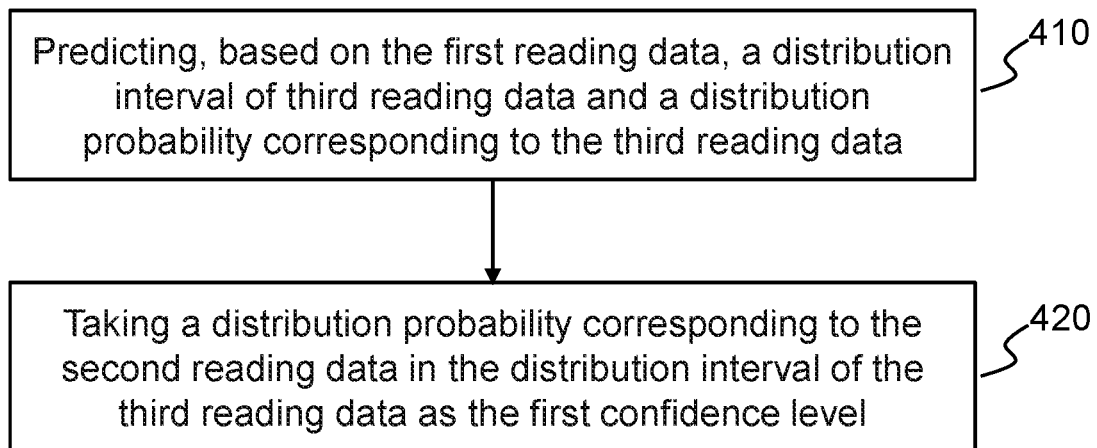 Predicting, based on the first reading data, a distribution
interval of third reading data and a distribution
probability corresponding to the third reading data
410
Taking a distribution probability corresponding to the
second reading data in the distribution interval of the
third reading data as the first confidence level
420